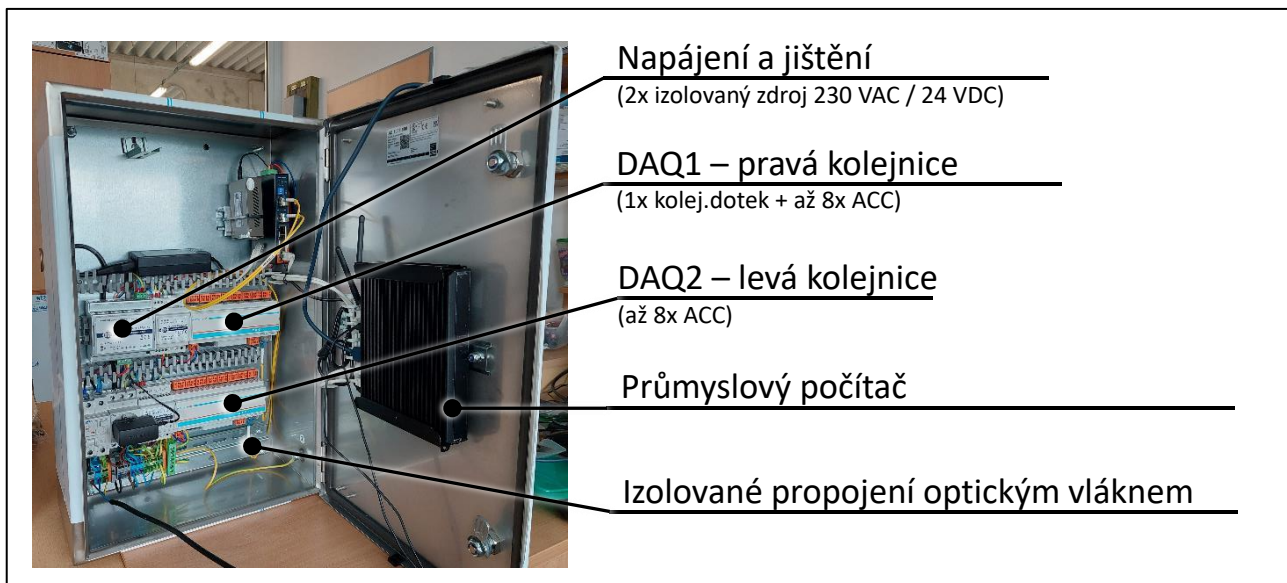 Napájení a jištění
(2x izolovaný zdroj 230 VAC / 24 VDC)
DAQ1 – pravá kolejnice
(1x kolej.dotek + až 8x ACC)
DAQ2 – levá kolejnice
(až 8x ACC)
Průmyslový počítač
Izolované propojení optickým vláknem